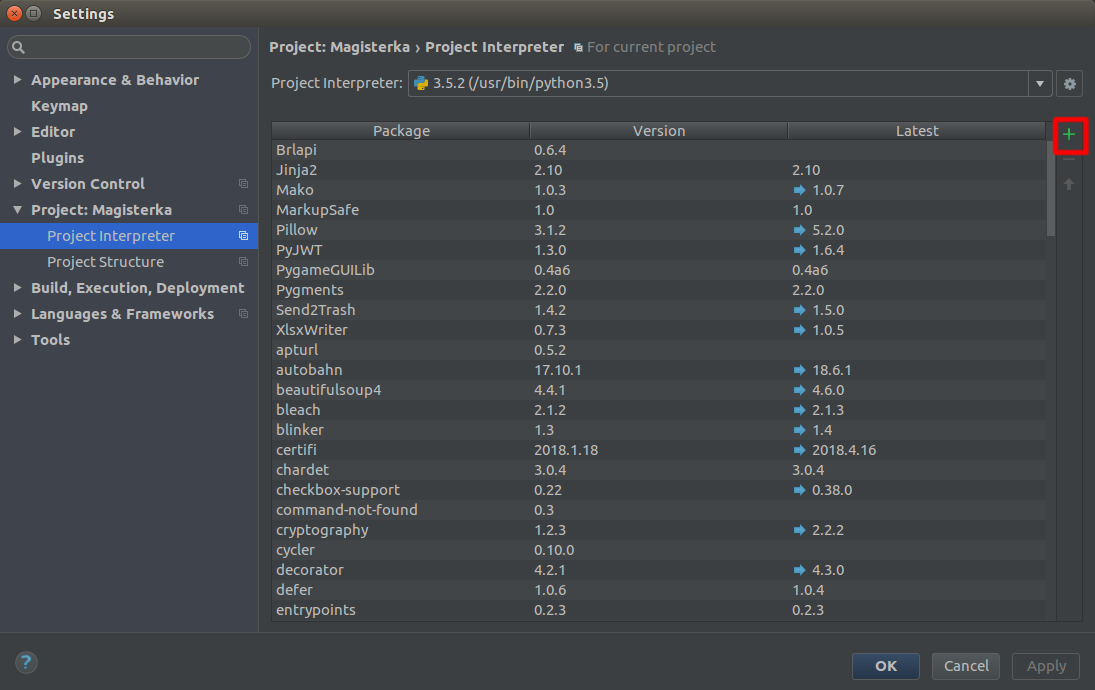 Settings
Project: Magisterka › Project Interpreter For current project
Appearance & Behavior
Keymap
Editor
Plugins
Version Control
Project: Magisterka
Project Interpreter
Project Structure
Build, Execution, Deployment
Languages & Frameworks
Tools
Project Interpreter: 3.5.2 (/usr/bin/python3.5)
Package Version Latest
Brlapi 0.6.4
Jinja2 2.10 2.10
Mako 1.0.3 1.0.7
MarkupSafe 1.0 1.0
Pillow 3.1.2 5.2.0
PyJWT 1.3.0 1.6.4
PygameGUILib 0.4a6 0.4a6
Pygments 2.2.0 2.2.0
Send2Trash 1.4.2 1.5.0
XlsxWriter 0.7.3 1.0.5
apturl 0.5.2
autobahn 17.10.1 18.6.1
beautifulsoup4 4.4.1 4.6.0
bleach 2.1.2 2.1.3
blinker 1.3 1.4
certifi 2018.1.18 2018.4.16
chardet 3.0.4 3.0.4
checkbox-support 0.22 0.38.0
command-not-found 0.3
cryptography 1.2.3 2.2.2
cycler 0.10.0
decorator 4.2.1 4.3.0
defer 1.0.6 1.0.4
entrypoints 0.2.3 0.2.3
?
OK Cancel Apply